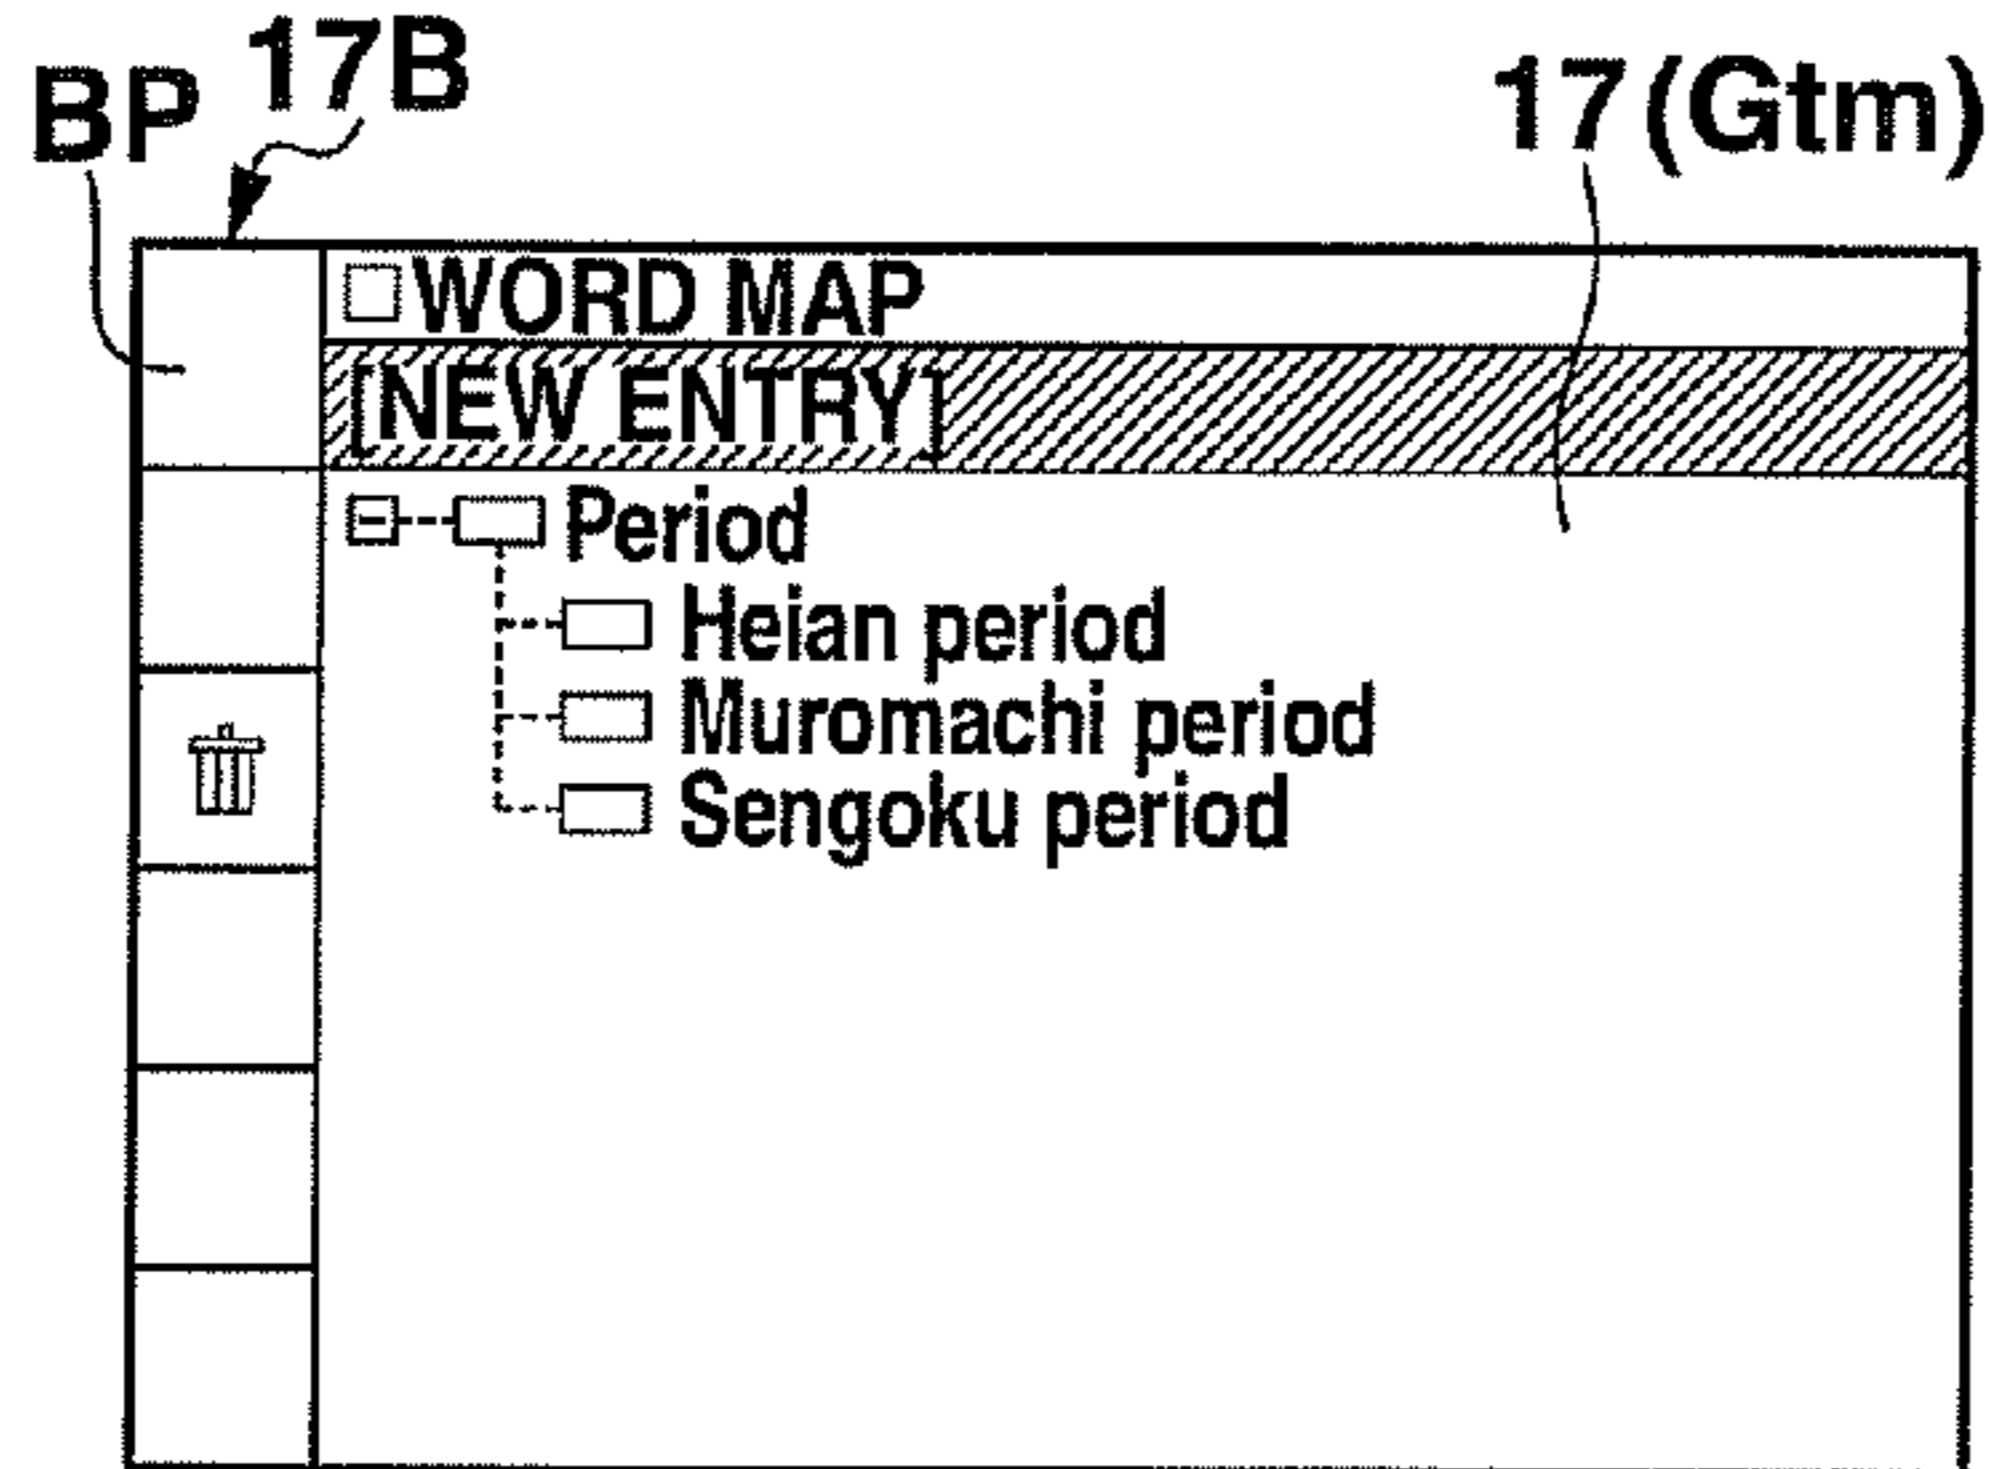 BP 17B 17(Gtm)
WORD MAP
[NEW ENTRY]
Period
Heian period
Muromachi period
Sengoku period